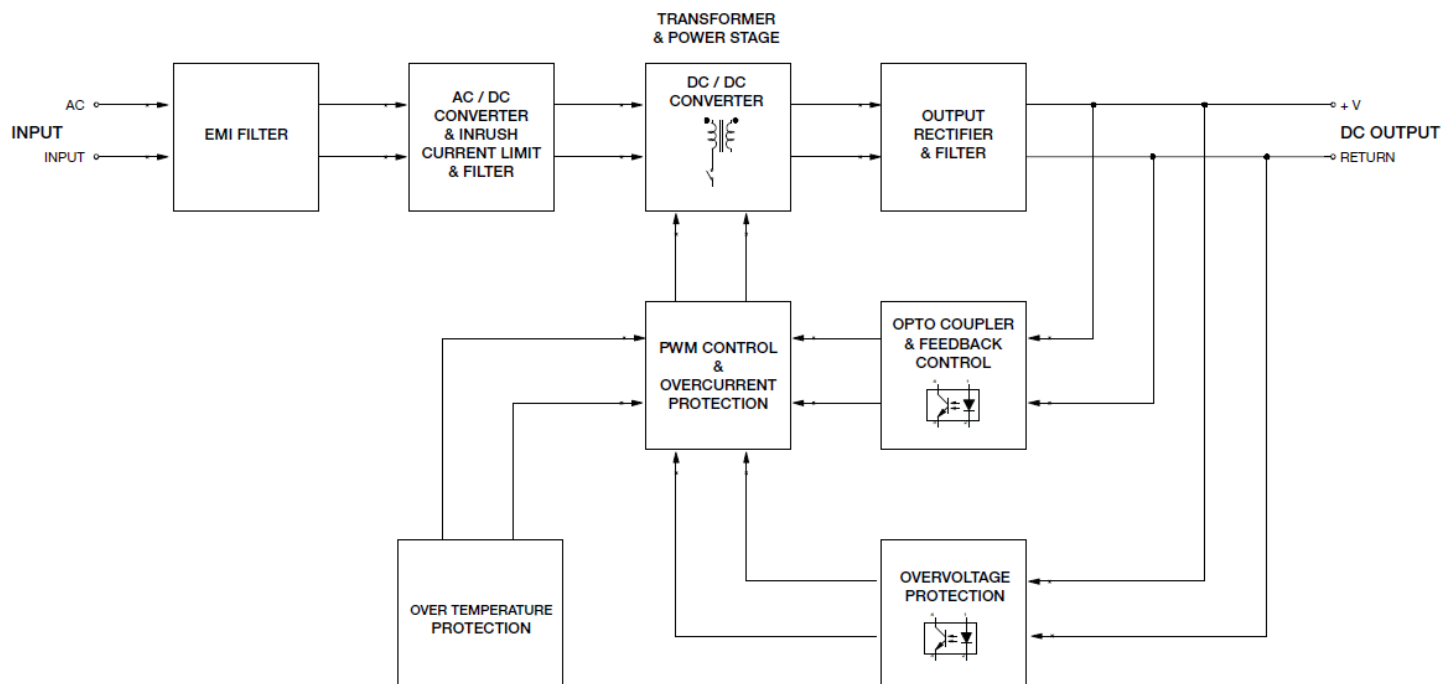 TRANSFORMER
& POWER STAGE
AC
INPUT
INPUT
EMI FILTER
AC / DC
CONVERTER
& INRUSH
CURRENT LIMIT
& FILTER
DC / DC
CONVERTER
OUTPUT
RECTIFIER
& FILTER
+ V
DC OUTPUT
RETURN
PWM CONTROL
&
OVERCURRENT
PROTECTION
OPTO COUPLER
& FEEDBACK
CONTROL
OVER TEMPERATURE
PROTECTION
OVERVOLTAGE
PROTECTION